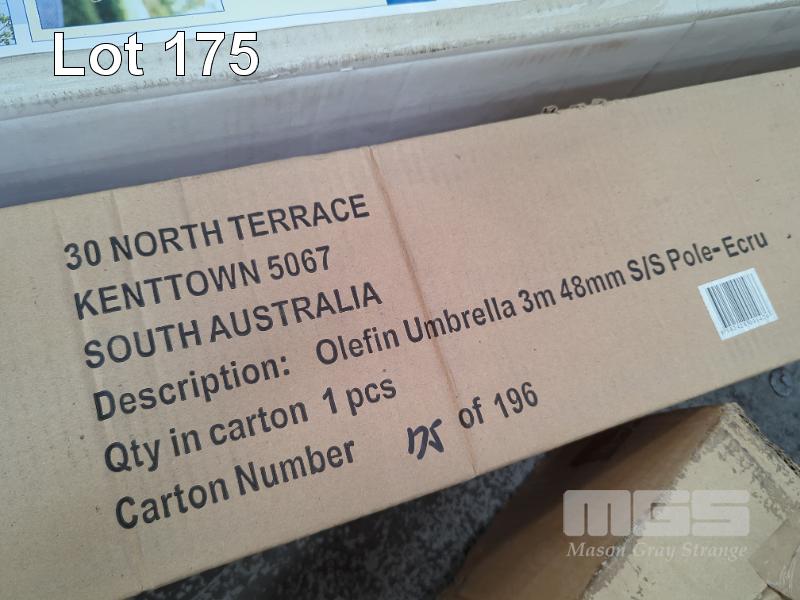 Lot 175
30 NORTH TERRACE
KENTTOWN 5067
SOUTH AUSTRALIA
Description: Olefin Umbrella 3m 48mm S/S Pole-Ecru
Qty in carton 1 pcs
Carton Number 175 of 196
MGS
Mason Gray Strange